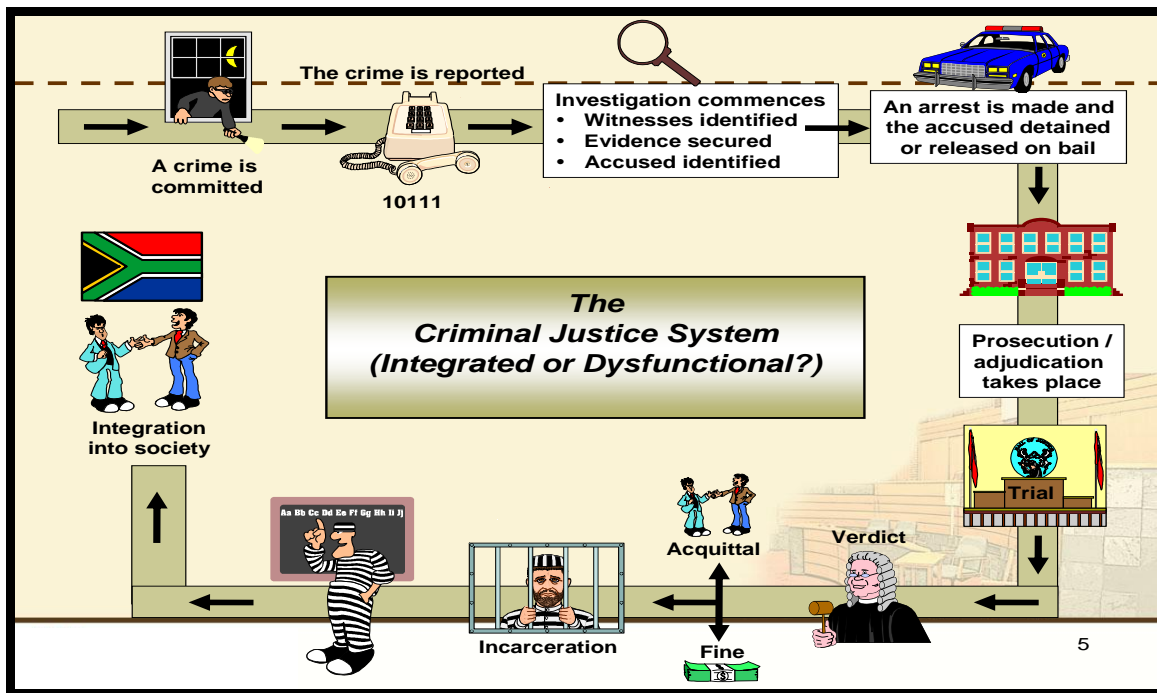 The crime is reported
A crime is
committed
10111
Investigation commences
• Witnesses identified
• Evidence secured
• Accused identified
An arrest is made and
the accused detained
or released on bail
Prosecution /
adjudication
takes place
Trial
Verdict
Acquittal
Fine
Incarceration
Aa Bb Cc Dd Ee Ff Gg Hh Ii Jj
Integration
into society
The
Criminal Justice System
(Integrated or Dysfunctional?)
5